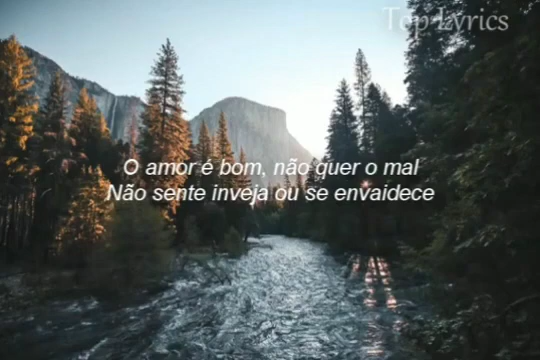 Top Lyrics
O amor é bom, não quer o mal
Não sente inveja ou se envaidece